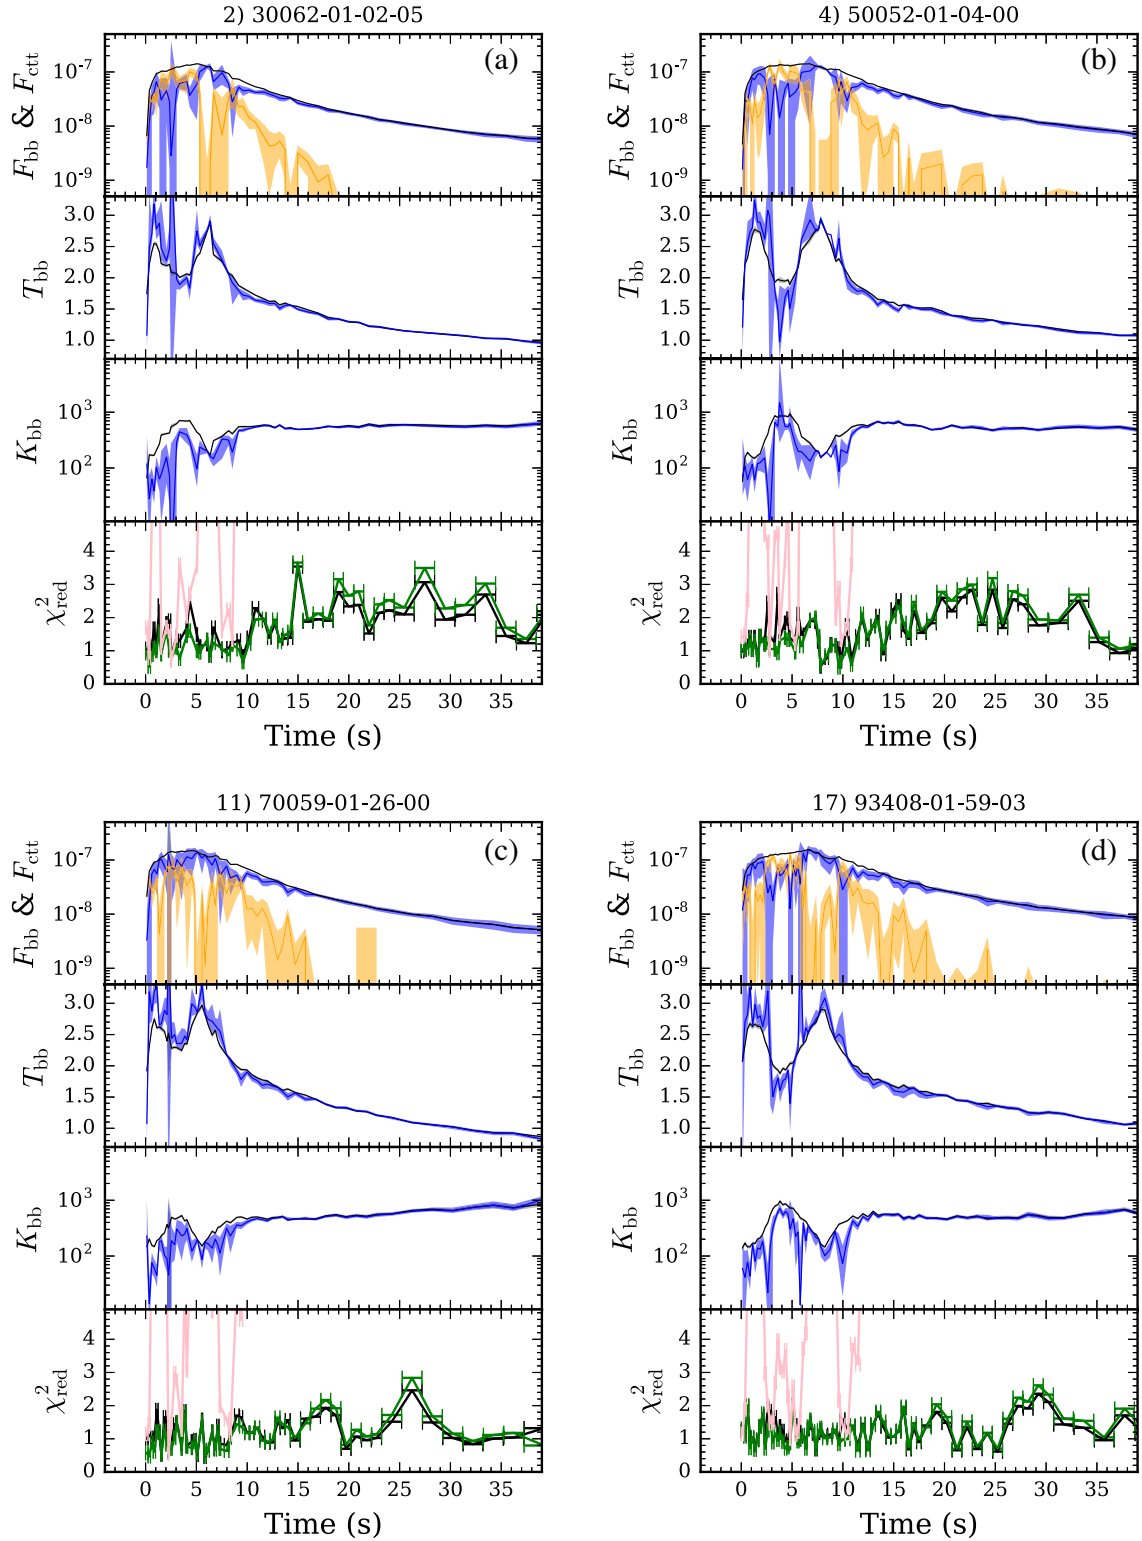 2) 30062-01-02-05
(a)
F_bb & F_ctt
10^-7
10^-8
10^-9
T_bb
3.0
2.5
2.0
1.5
1.0
K_bb
10^3
10^2
χ^2_red
4
3
2
1
0
0 5 10 15 20 25 30 35
Time (s)
4) 50052-01-04-00
(b)
F_bb & F_ctt
10^-7
10^-8
10^-9
T_bb
3.0
2.5
2.0
1.5
1.0
K_bb
10^3
10^2
χ^2_red
4
3
2
1
0
0 5 10 15 20 25 30 35
Time (s)
11) 70059-01-26-00
(c)
F_bb & F_ctt
10^-7
10^-8
10^-9
T_bb
3.0
2.5
2.0
1.5
1.0
K_bb
10^3
10^2
χ^2_red
4
3
2
1
0
0 5 10 15 20 25 30 35
Time (s)
17) 93408-01-59-03
(d)
F_bb & F_ctt
10^-7
10^-8
10^-9
T_bb
3.0
2.5
2.0
1.5
1.0
K_bb
10^3
10^2
χ^2_red
4
3
2
1
0
0 5 10 15 20 25 30 35
Time (s)